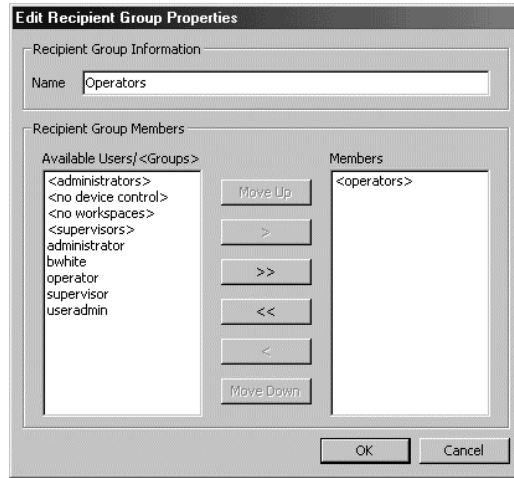 Edit Recipient Group Properties
Recipient Group Information
Name Operators
Recipient Group Members
Available Users/<Groups>
<administrators>
<no device control>
<no workspaces>
<supervisors>
administrator
bwhite
operator
supervisor
useradmin
Move Up
>
>>
<<
<
Move Down
Members
<operators>
OK Cancel